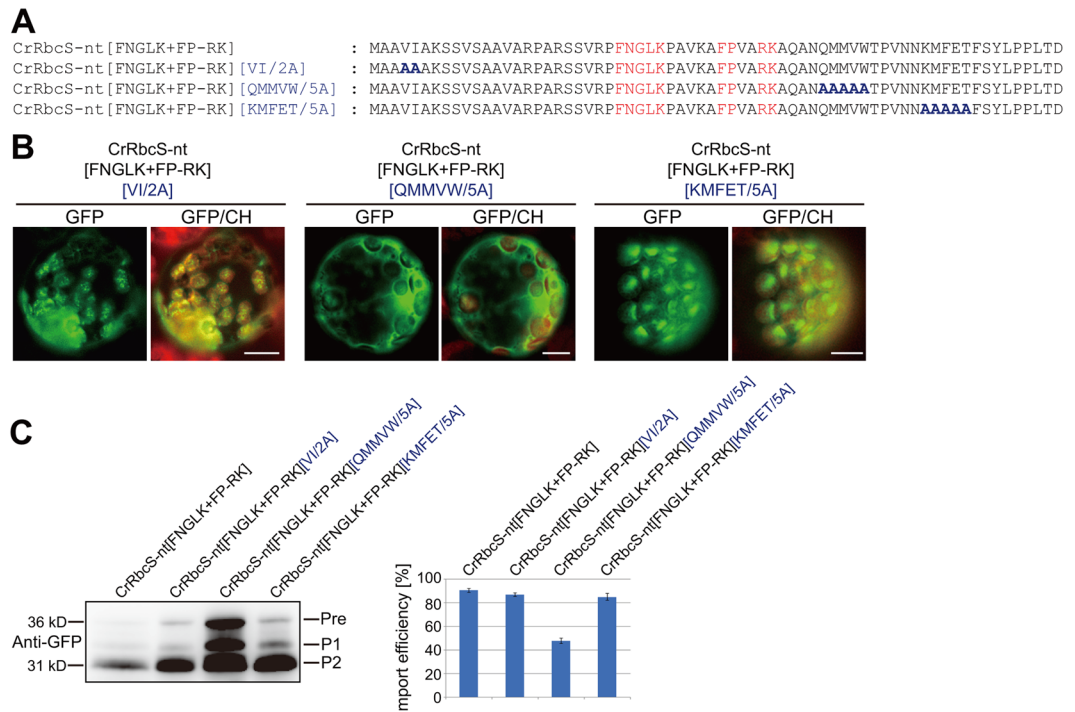 A
CrRbcS-nt[FNGLK+FP-RK] : MAAVIAKSSVSAAVARPARSSVRPFNGLKPAVKAFPVARKAQANQMMVWTPVNNKMFETFSYLPPLTD
CrRbcS-nt[FNGLK+FP-RK][VI/2A] : MAAAAAKSSVSAAVARPARSSVRPFNGLKPAVKAFPVARKAQANQMMVWTPVNNKMFETFSYLPPLTD
CrRbcS-nt[FNGLK+FP-RK][QMMVW/5A] : MAAVIAKSSVSAAVARPARSSVRPFNGLKPAVKAFPVARKAQANAAAAATPVNNKMFETFSYLPPLTD
CrRbcS-nt[FNGLK+FP-RK][KMFET/5A] : MAAVIAKSSVSAAVARPARSSVRPFNGLKPAVKAFPVARKAQANQMMVWTPVNNAAAAAFSYLPPLTD
B
CrRbcS-nt
[FNGLK+FP-RK]
[VI/2A]
GFP GFP/CH
CrRbcS-nt
[FNGLK+FP-RK]
[QMMVW/5A]
GFP GFP/CH
CrRbcS-nt
[FNGLK+FP-RK]
[KMFET/5A]
GFP GFP/CH
C
CrRbcS-nt[FNGLK+FP-RK]
CrRbcS-nt[FNGLK+FP-RK][VI/2A]
CrRbcS-nt[FNGLK+FP-RK][QMMVW/5A]
CrRbcS-nt[FNGLK+FP-RK][KMFET/5A]
36 kD
Anti-GFP
31 kD
Pre
P1
P2
CrRbcS-nt[FNGLK+FP-RK]
CrRbcS-nt[FNGLK+FP-RK][VI/2A]
CrRbcS-nt[FNGLK+FP-RK][QMMVW/5A]
CrRbcS-nt[FNGLK+FP-RK][KMFET/5A]
mport efficiency [%]
100
80
60
40
20
0